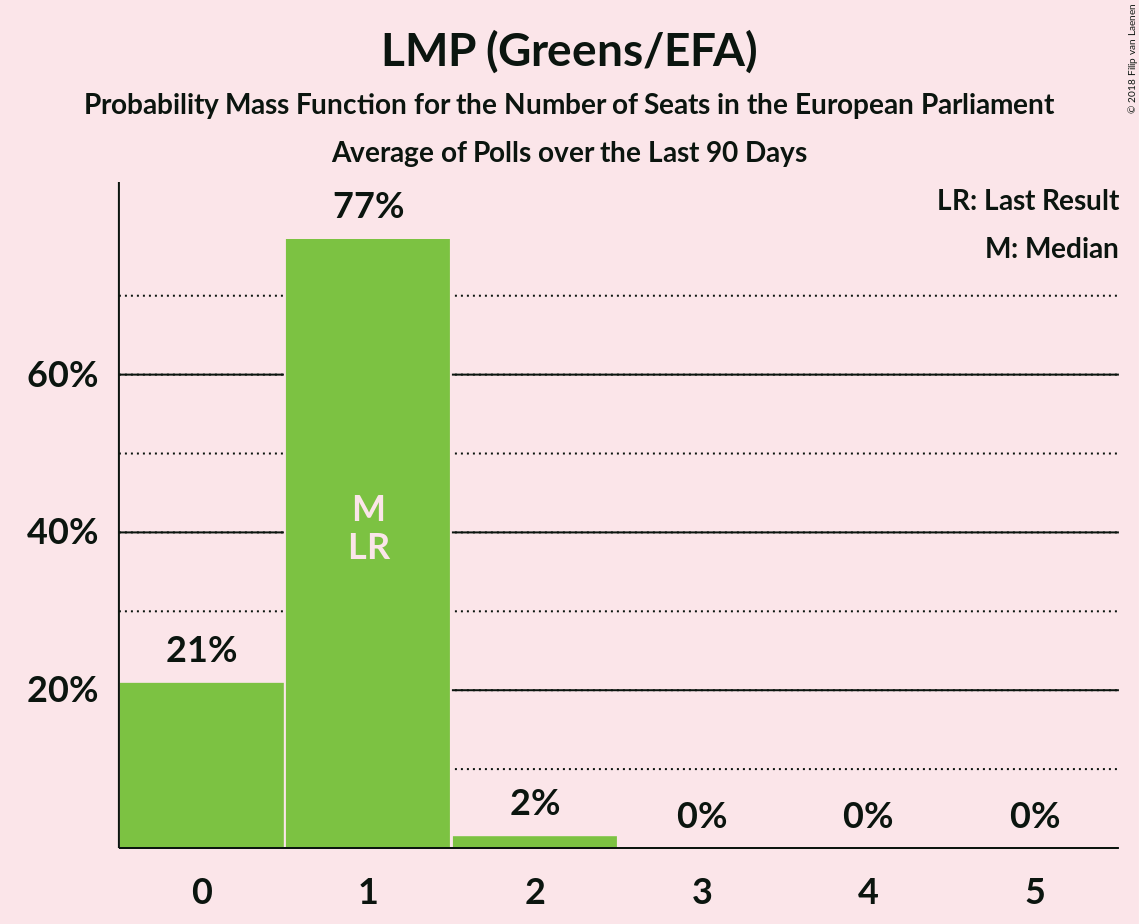 LMP (Greens/EFA)
Probability Mass Function for the Number of Seats in the European Parliament
Average of Polls over the Last 90 Days
© 2018 Filip van Laenen
LR: Last Result
M: Median
77%
60%
M
40%
LR
21%
20%
2%
0%
0%
0%
0
1
2
3
4
5